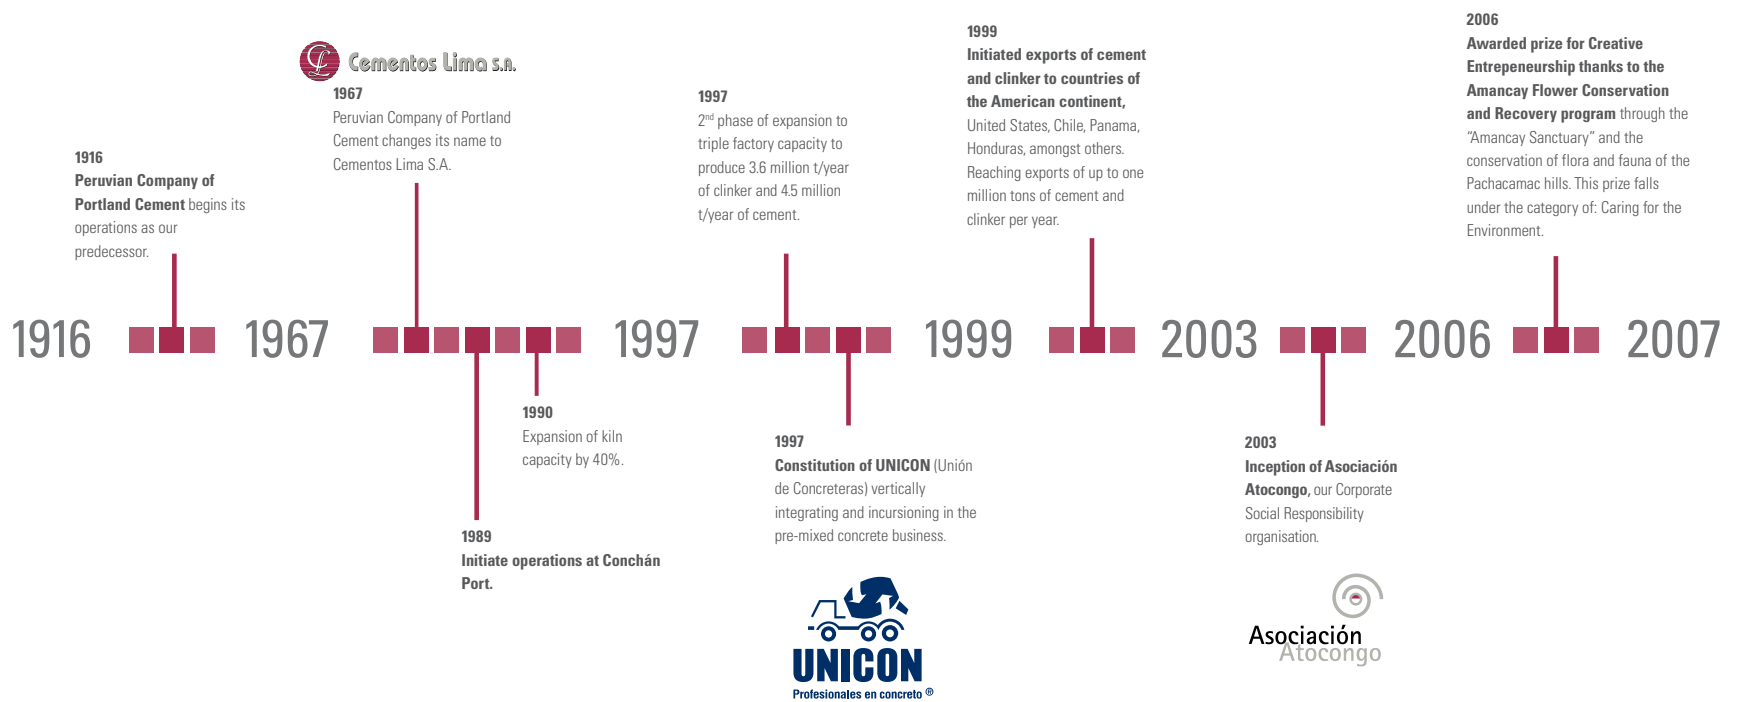 1916
Peruvian Company of
Portland Cement begins its
operations as our
predecessor.
Cementos Lima S.A.
1967
Peruvian Company of Portland
Cement changes its name to
Cementos Lima S.A.
1997
2nd phase of expansion to
triple factory capacity to
produce 3.6 million t/year
of clinker and 4.5 million
t/year of cement.
1999
Initiated exports of cement
and clinker to countries of
the American continent,
United States, Chile, Panama,
Honduras, amongst others.
Reaching exports of up to one
million tons of cement and
clinker per year.
2006
Awarded prize for Creative
Entrepeneurship thanks to the
Amancay Flower Conservation
and Recovery program through the
“Amancay Sanctuary” and the
conservation of flora and fauna of the
Pachacamac hills. This prize falls
under the category of: Caring for the
Environment.
1916
1967
1997
1999
2003
2006
2007
1989
Initiate operations at Conchán
Port.
1990
Expansion of kiln
capacity by 40%.
1997
Constitution of UNICON (Unión
de Concreteras) vertically
integrating and incursioning in the
pre-mixed concrete business.
UNICON
Profesionales en concreto ®
2003
Inception of Asociación
Atocongo, our Corporate
Social Responsibility
organisation.
Asociación
Atocongo